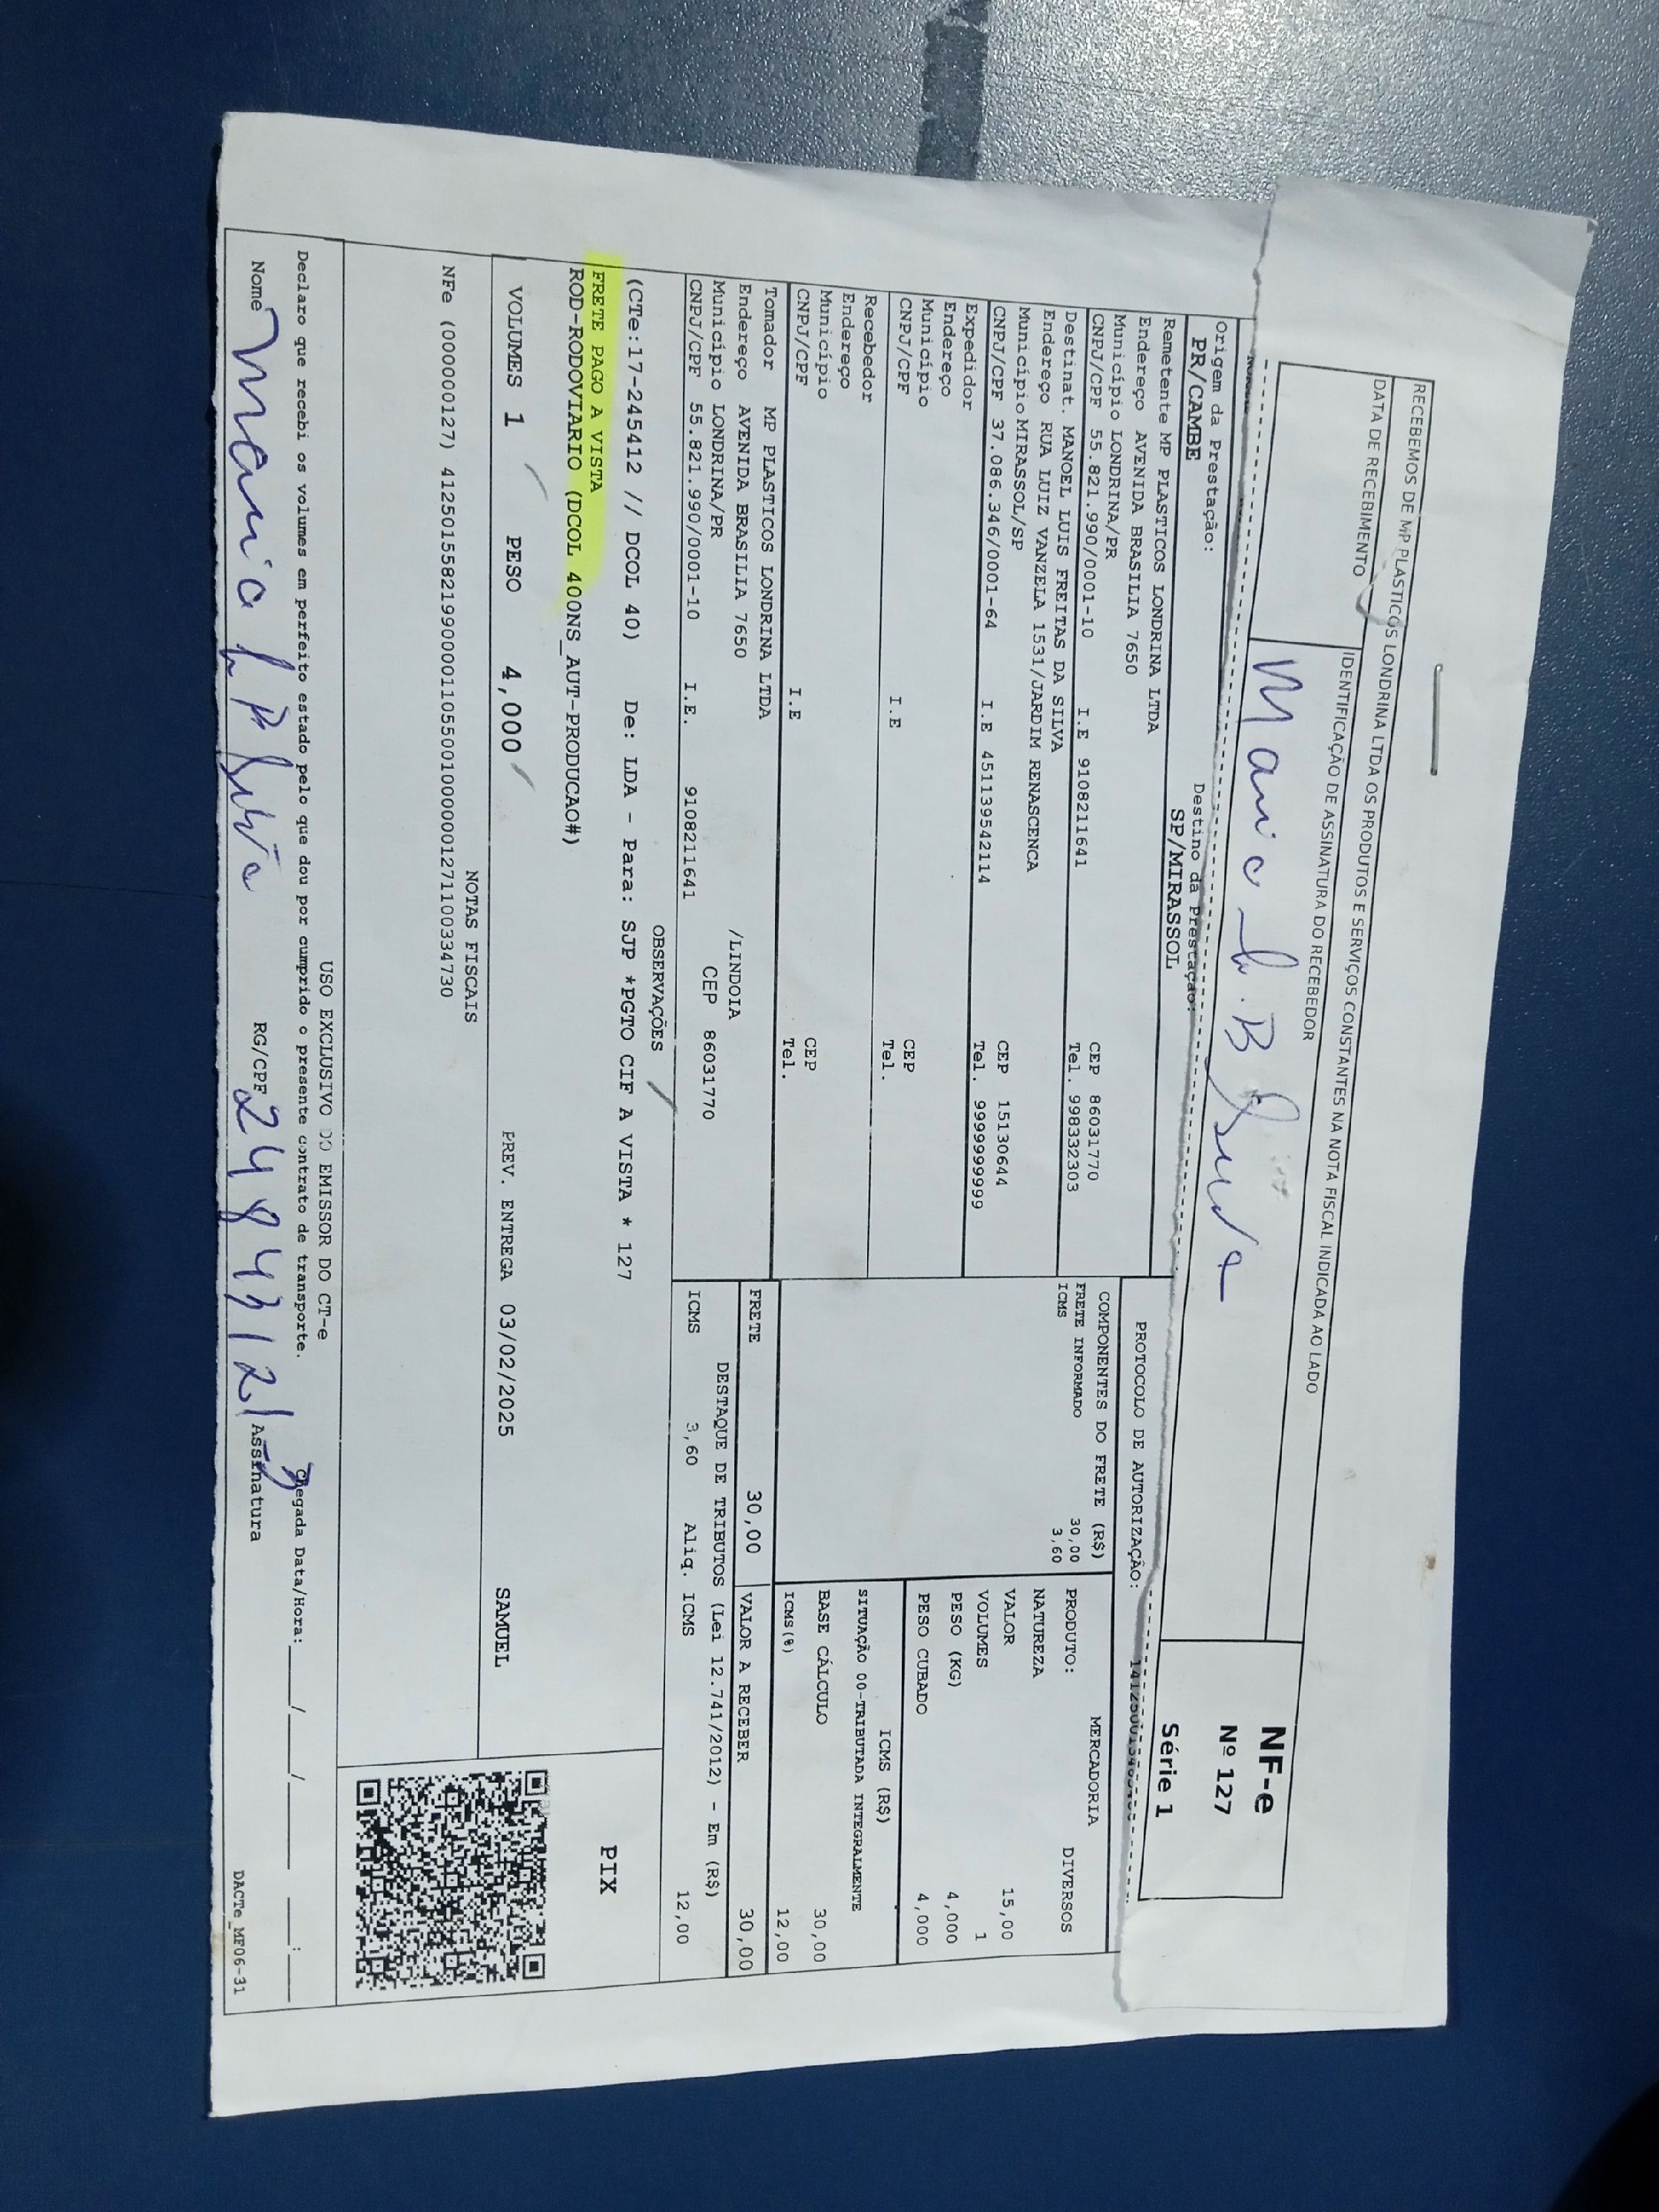 RECEBEMOS DE MP PLASTICOS LONDRINA LTDA OS PRODUTOS E SERVIÇOS CONSTANTES NA NOTA FISCAL INDICADA AO LADO
DATA DE RECEBIMENTO
IDENTIFICAÇÃO DE ASSINATURA DO RECEBEDOR
NF-e
Nº 127
Série 1
Origem da Prestação:
PR/CAMBE
Destino da Prestação:
SP/MIRASSOL
PROTOCOLO DE AUTORIZAÇÃO:
Remetente MP PLASTICOS LONDRINA LTDA
Endereço AVENIDA BRASILIA 7650
Município LONDRINA/PR CEP 86031770
CNPJ/CPF 55.821.990/0001-10 I.E 9108211641 Tel. 998332303
Destinat. MANOEL LUIS FREITAS DA SILVA
Endereço RUA LUIZ VANZELA 1531/JARDIM RENASCENCA
Município MIRASSOL/SP CEP 15130644
CNPJ/CPF 37.086.346/0001-64 I.E 451139542114 Tel. 9999999999
Expedidor
Endereço
Município CEP
CNPJ/CPF I.E Tel.
Recebedor
Endereço
Município CEP
CNPJ/CPF I.E Tel.
Tomador MP PLASTICOS LONDRINA LTDA
Endereço AVENIDA BRASILIA 7650 /LINDOIA
Município LONDRINA/PR CEP 86031770
CNPJ/CPF 55.821.990/0001-10 I.E. 9108211641
COMPONENTES DO FRETE (R$)
FRETE INFORMADO 30,00
ICMS 3,60
MERCADORIA
PRODUTO: DIVERSOS
NATUREZA
VALOR 15,00
VOLUMES 1
PESO (KG) 4,000
PESO CUBADO 4,000
ICMS (R$)
SITUAÇÃO 00-TRIBUTADA INTEGRALMENTE
BASE CÁLCULO 30,00
ICMS(%) 12,00
FRETE 30,00 VALOR A RECEBER 30,00
DESTAQUE DE TRIBUTOS (Lei 12.741/2012) - Em (R$)
ICMS 3,60 Aliq. ICMS 12,00
OBSERVAÇÕES
(CTe:17-245412 // DCOL 40) De: LDA - Para: SJP *PGTO CIF A VISTA * 127
FRETE PAGO A VISTA
ROD-RODOVIARIO (DCOL 400NS_AUT-PRODUCAO#)
PIX
VOLUMES 1 PESO 4,000 PREV. ENTREGA 03/02/2025 SAMUEL
NOTAS FISCAIS
NFe (000000127) 41250155821990000110550010000001271100334730
USO EXCLUSIVO DO EMISSOR DO CT-e
Declaro que recebi os volumes em perfeito estado pelo que dou por cumprido o presente contrato de transporte. Chegada Data/Hora: ___/___/____ ___:___
Nome RG/CPF Assinatura
DACTe_MF06-31